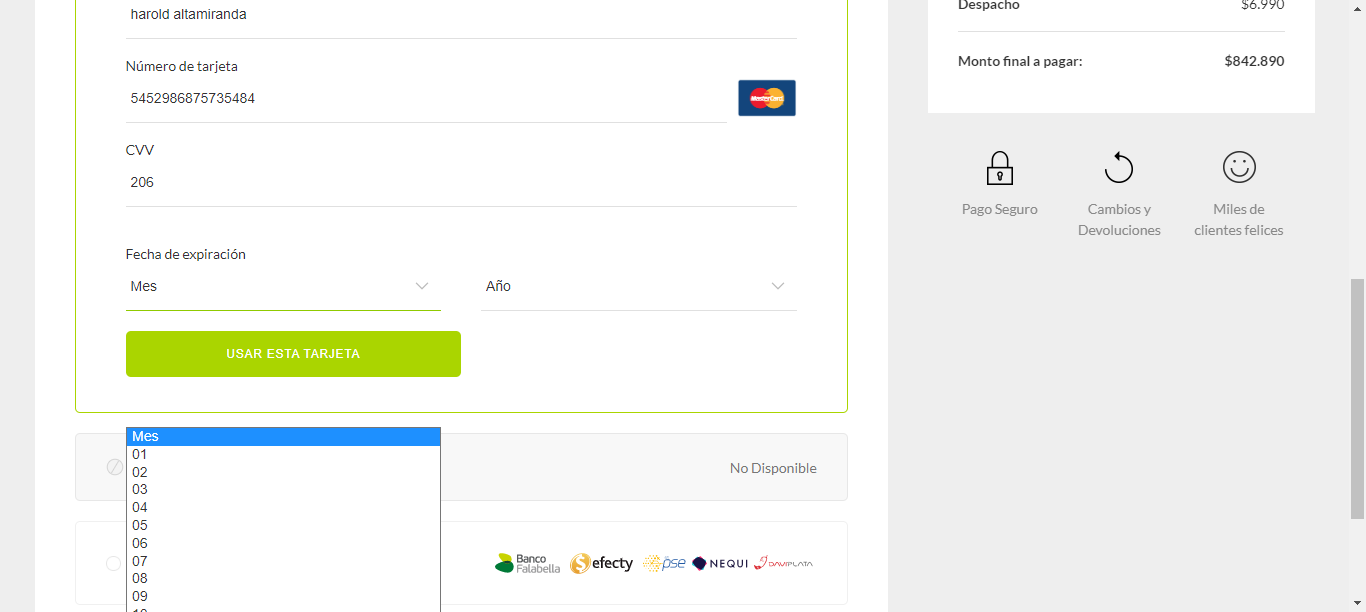 harold altamiranda
Número de tarjeta
5452986875735484
MasterCard
CVV
206
Fecha de expiración
Mes
Año
USAR ESTA TARJETA
Mes
01
02
03
04
05
06
07
08
09
10
No Disponible
Banco Falabella
efecty
pse
NEQUI
DAVIPLATA
Despacho
$6.990
Monto final a pagar:
$842.890
Pago Seguro
Cambios y
Devoluciones
Miles de
clientes felices